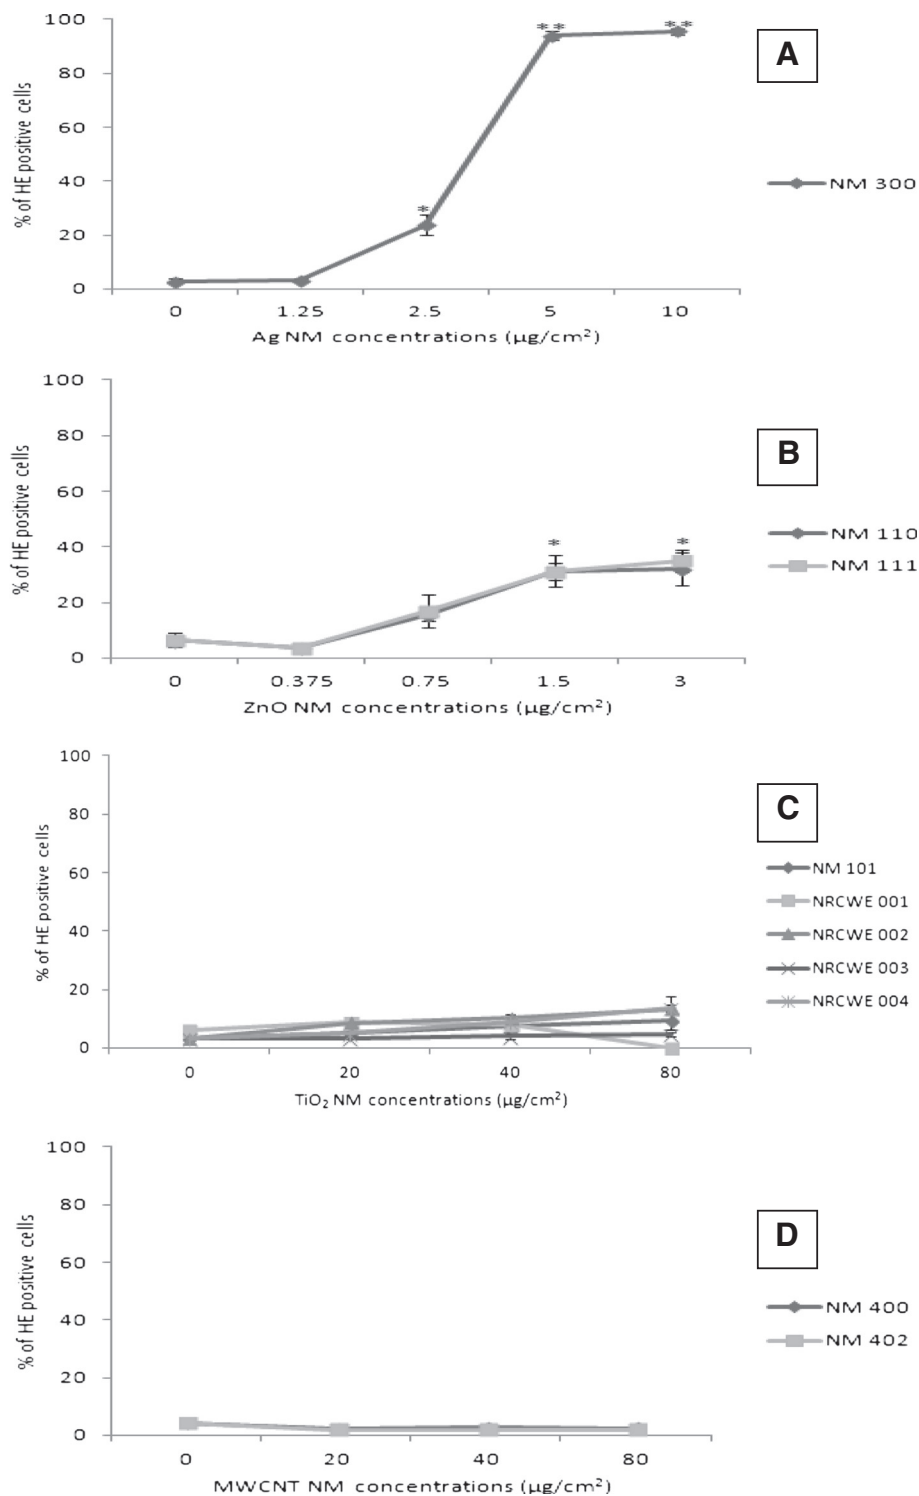 100
80
60
40
20
0
% of HE positive cells
* ** **
0 1.25 2.5 5 10
Ag NM concentrations (µg/cm²)
A
NM 300
100
80
60
40
20
0
% of HE positive cells
* *
0 0.375 0.75 1.5 3
ZnO NM concentrations (µg/cm²)
B
NM 110
NM 111
100
80
60
40
20
0
% of HE positive cells
0 20 40 80
TiO₂ NM concentrations (µg/cm²)
C
NM 101
NRCWE 001
NRCWE 002
NRCWE 003
NRCWE 004
100
80
60
40
20
0
% of HE positive cells
0 20 40 80
MWCNT NM concentrations (µg/cm²)
D
NM 400
NM 402